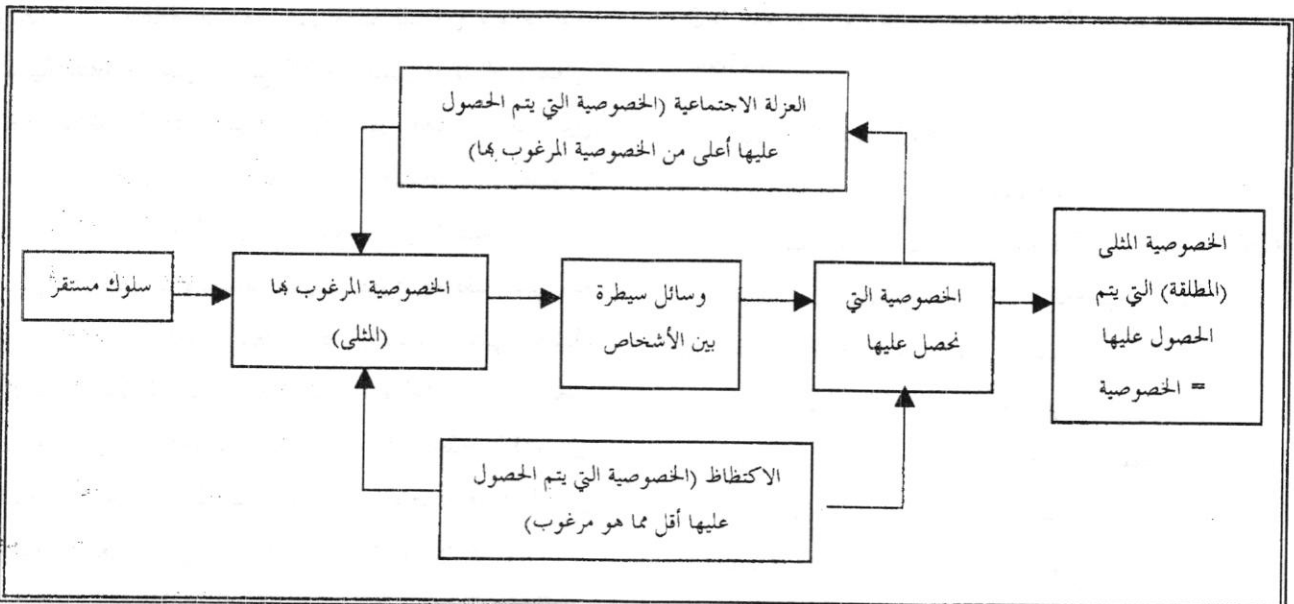 العزلة الاجتماعية (الخصوصية التي يتم الحصول
عليها أعلى من الخصوصية المرغوب بها)
سلوك مستقر
الخصوصية المرغوب بها
(المثلى)
وسائل سيطرة
بين الأشخاص
الخصوصية التي
نحصل عليها
الخصوصية المثلى
(المطلقة) التي يتم
الحصول عليها
= الخصوصية
الاكتظاظ (الخصوصية التي يتم الحصول
عليها أقل مما هو مرغوب)